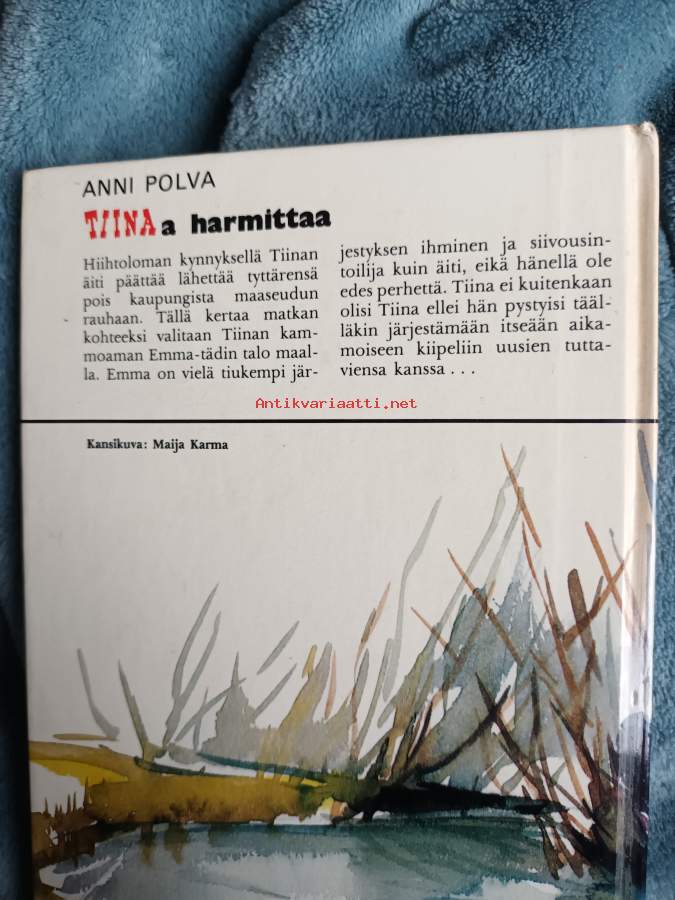 ANNI POLVA
TIINAa harmittaa
Hiihtoloman kynnyksellä Tiinan
äiti päättää lähettää tyttärensä
pois kaupungista maaseudun
rauhaan. Tällä kertaa matkan
kohteeksi valitaan Tiinan kam-
moaman Emma-tädin talo maal-
la. Emma on vielä tiukempi jär-
jestyksen ihminen ja siivousin-
toilija kuin äiti, eikä hänellä ole
edes perhettä. Tiina ei kuitenkaan
olisi Tiina ellei hän pystyisi tääl-
läkin järjestämään itseään aika-
moiseen kiipeliin uusien tutta-
viensa kanssa . . .
Antikvariaatti.net
Kansikuva: Maija Karma